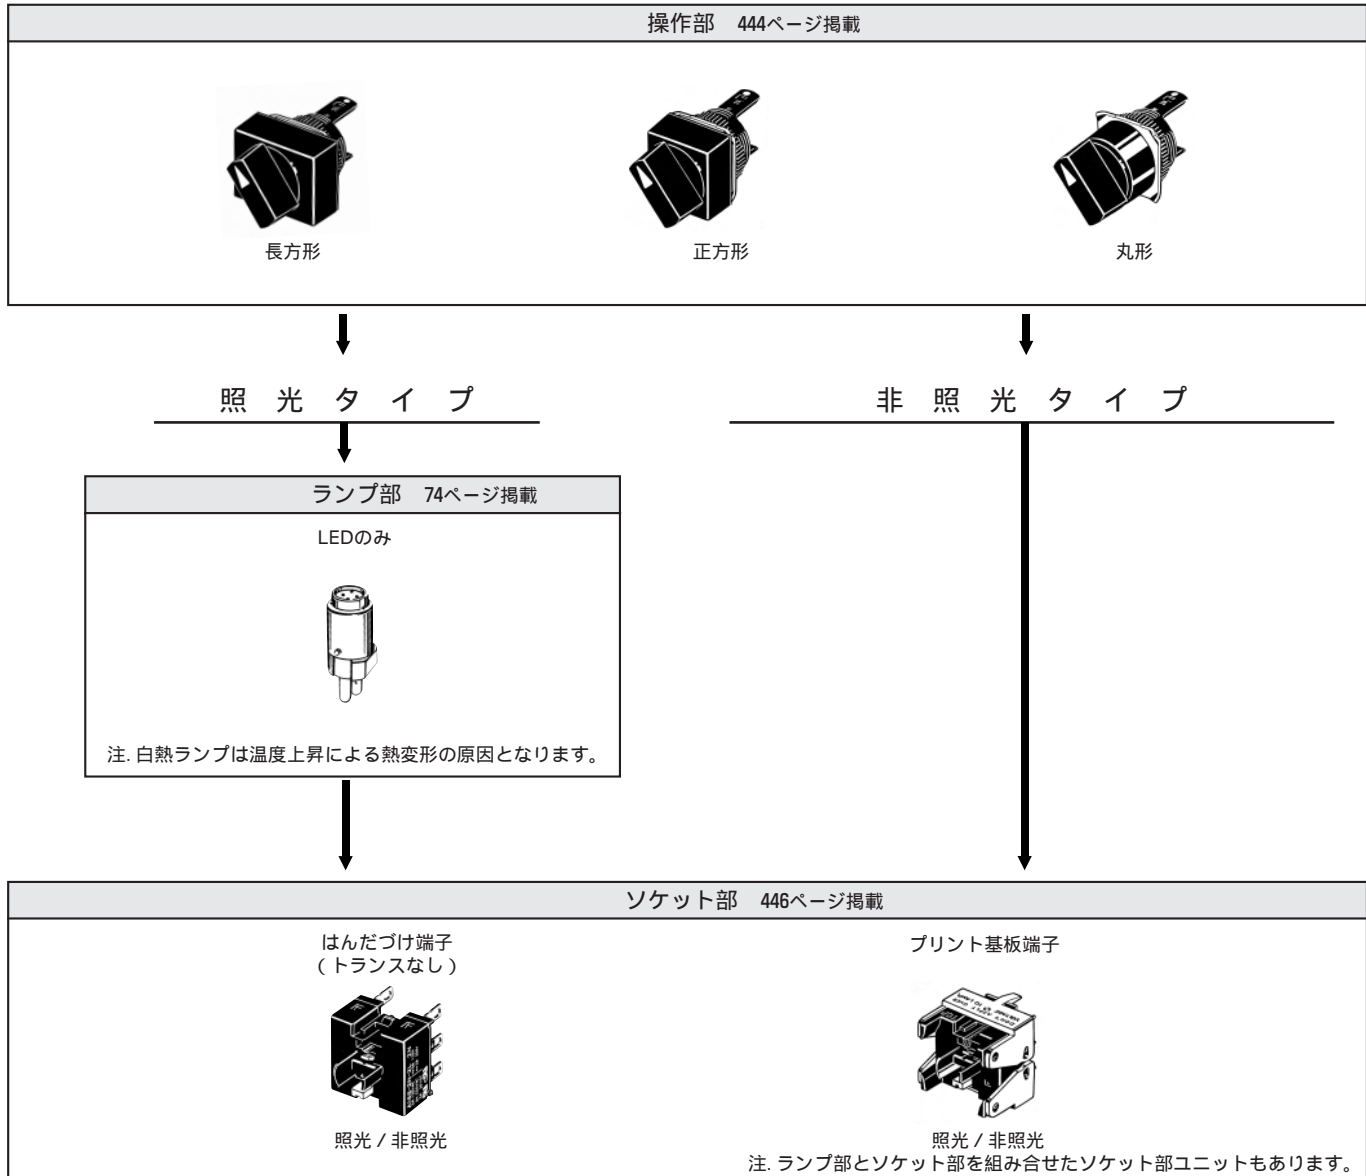 操作部 444ページ掲載
長方形
正方形
丸形
照光タイプ
非照光タイプ
ランプ部 74ページ掲載
LEDのみ
注. 白熱ランプは温度上昇による熱変形の原因となります。
ソケット部 446ページ掲載
はんだづけ端子
(トランスなし)
プリント基板端子
照光 / 非照光
照光 / 非照光
注. ランプ部とソケット部を組み合せたソケット部ユニットもあります。